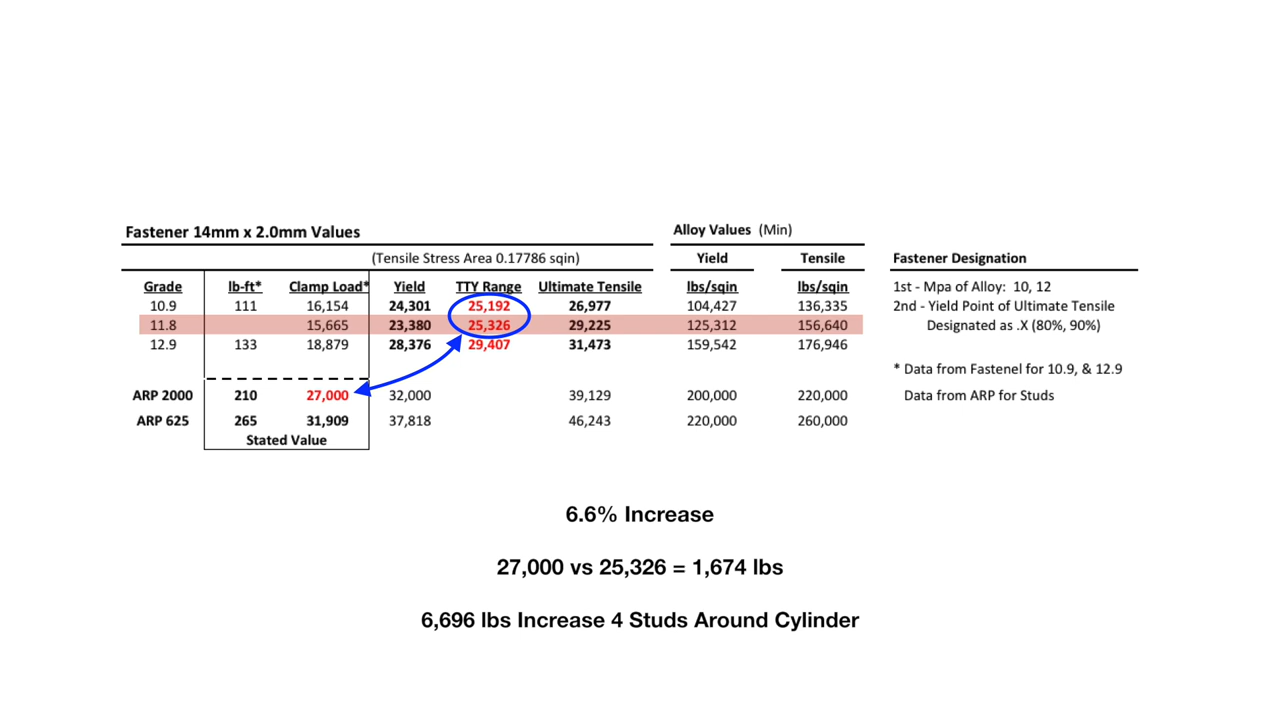 Fastener 14mm x 2.0mm Values Alloy Values (Min)
(Tensile Stress Area 0.17786 sqin) Yield Tensile Fastener Designation
Grade lb-ft* Clamp Load* Yield TTY Range Ultimate Tensile lbs/sqin lbs/sqin 1st - Mpa of Alloy: 10, 12
10.9 111 16,154 24,301 25,192 26,977 104,427 136,335 2nd - Yield Point of Ultimate Tensile
11.8 15,665 23,380 25,326 29,225 125,312 156,640 Designated as .X (80%, 90%)
12.9 133 18,879 28,376 29,407 31,473 159,542 176,946
* Data from Fastenel for 10.9, & 12.9
ARP 2000 210 27,000 32,000 39,129 200,000 220,000 Data from ARP for Studs
ARP 625 265 31,909 37,818 46,243 220,000 260,000
Stated Value
6.6% Increase
27,000 vs 25,326 = 1,674 lbs
6,696 lbs Increase 4 Studs Around Cylinder